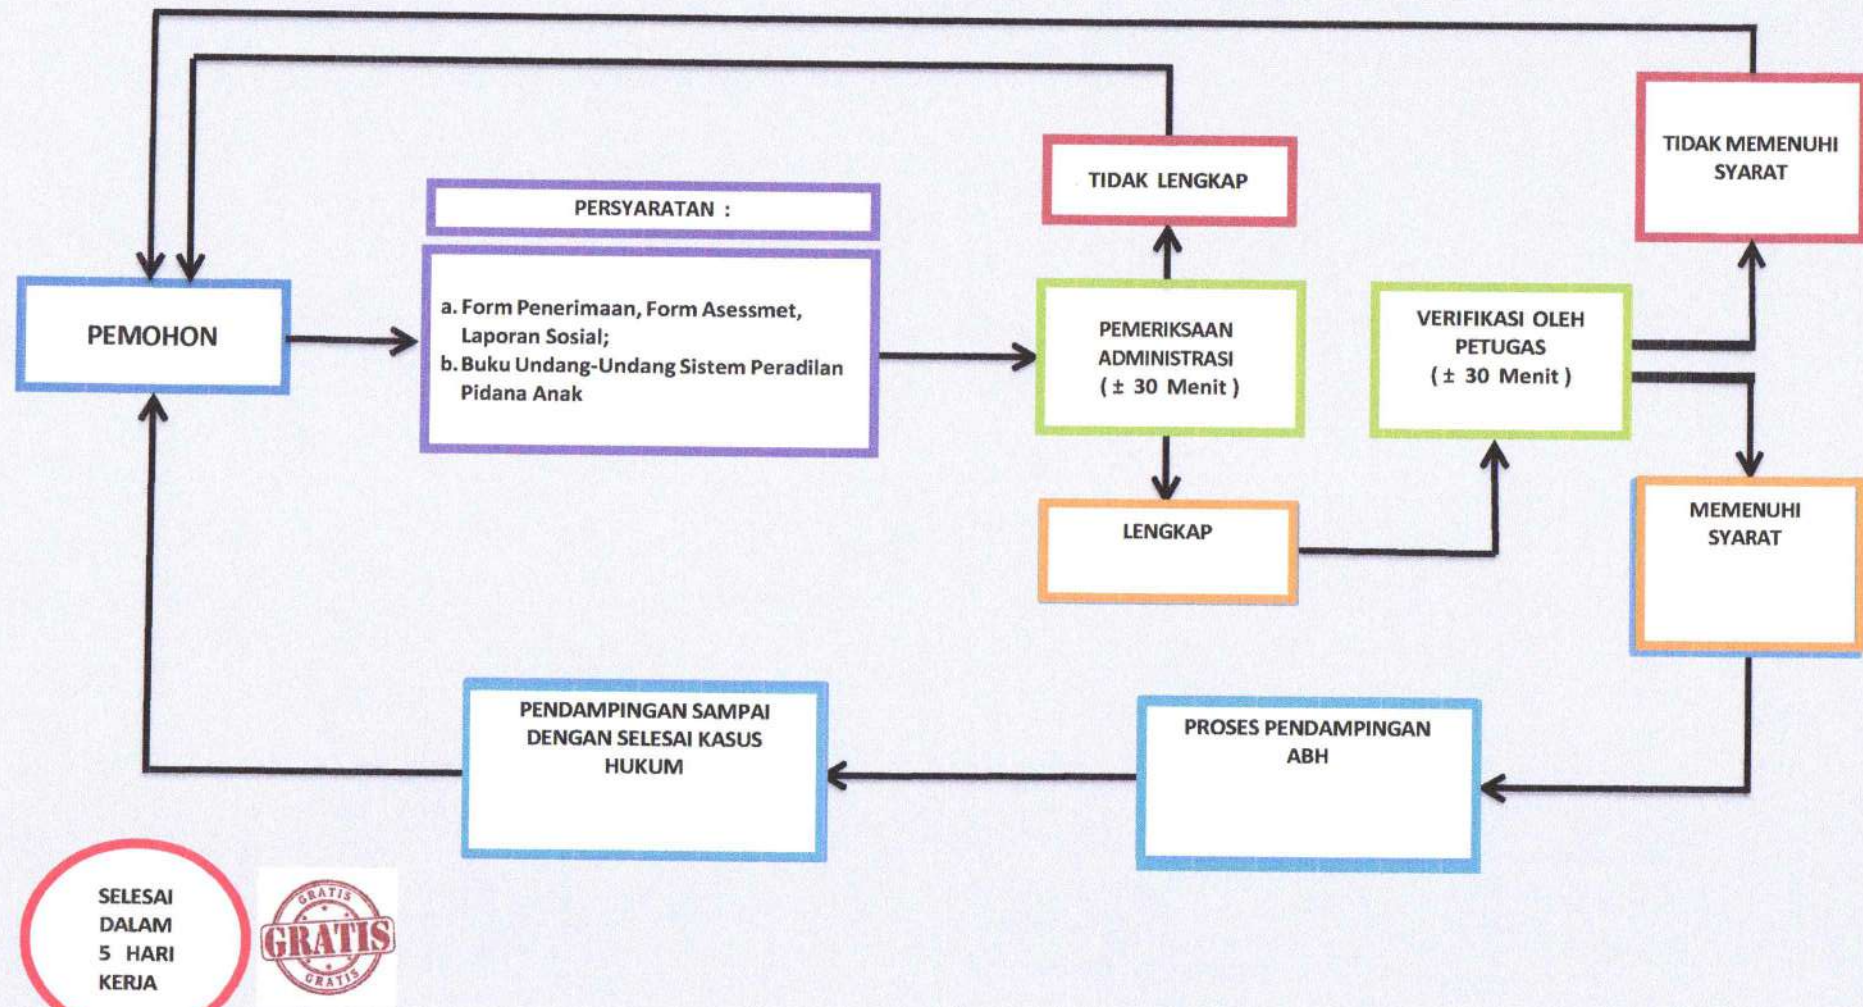 TIDAK MEMENUHI
SYARAT
TIDAK LENGKAP
PERSYARATAN :
PEMOHON
a. Form Penerimaan, Form Asessmet,
Laporan Sosial;
b. Buku Undang-Undang Sistem Peradilan
Pidana Anak
PEMERIKSAAN
ADMINISTRASI
( ± 30 Menit )
VERIFIKASI OLEH
PETUGAS
( ± 30 Menit )
LENGKAP
MEMENUHI
SYARAT
PENDAMPINGAN SAMPAI
DENGAN SELESAI KASUS
HUKUM
PROSES PENDAMPINGAN
ABH
SELESAI
DALAM
5 HARI
KERJA
GRATIS
GRATIS
GRATIS